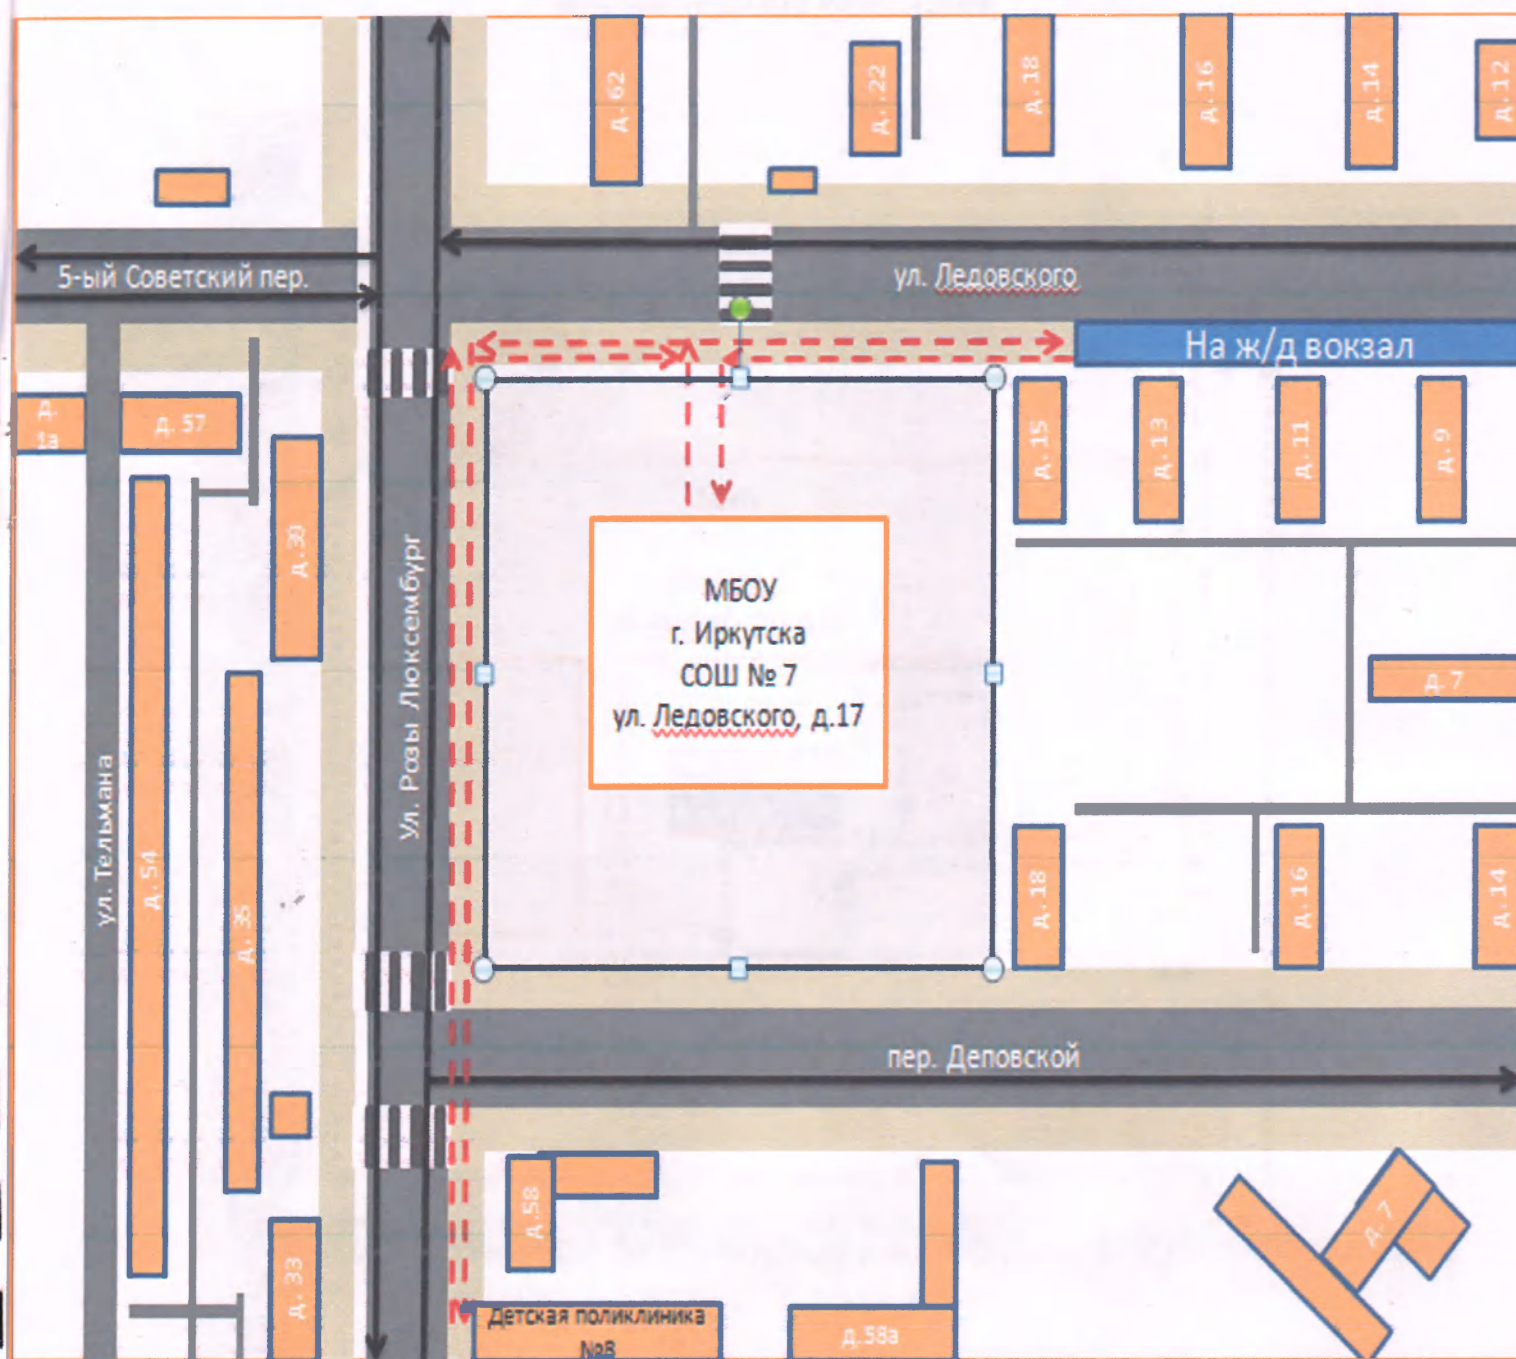 д. 62
д. .22
д. 18
д. 16
д. 14
д. 12
5-ый Советский пер.
ул. Ледовского
На ж/д вокзал
д.
1а
д. 57
д. 39
д. 15
д. 13
д. 11
д. 9
МБОУ
г. Иркутска
СОШ № 7
ул. Ледовского, д.17
Ул. Розы Люксембург
ул. Тельмана
д. 54
д. 35
д. 7
д. 18
д. 16
д. 14
пер. Деповской
д.58
д. 7
д. 33
Детская поликлиника
№8
д.58а